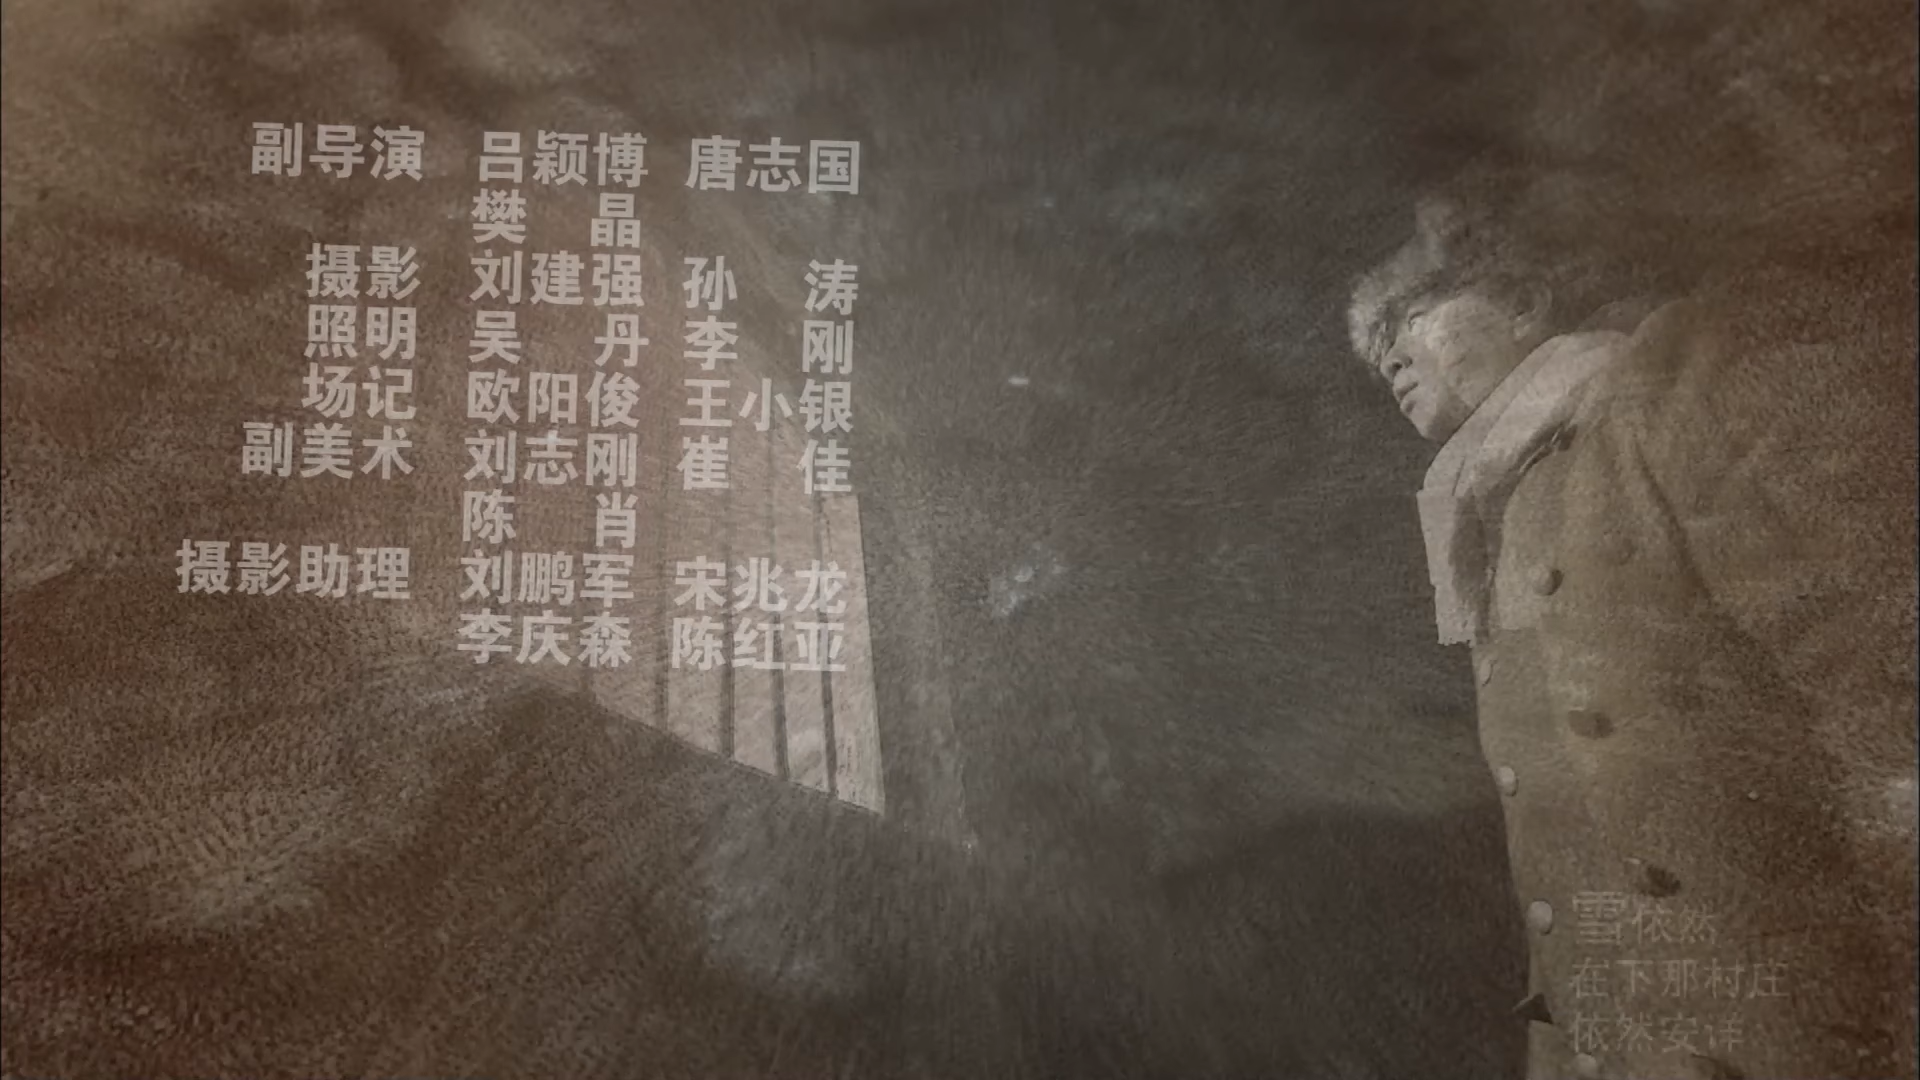 副导演 吕颖博 唐志国
樊晶
摄影 刘建强 孙涛
照明 吴丹 李刚
场记 欧阳俊 王小银
副美术 刘志刚 崔佳
陈肖
摄影助理 刘鹏军 宋兆龙
李庆森 陈红亚
雪依然
在下那村庄
依然安详